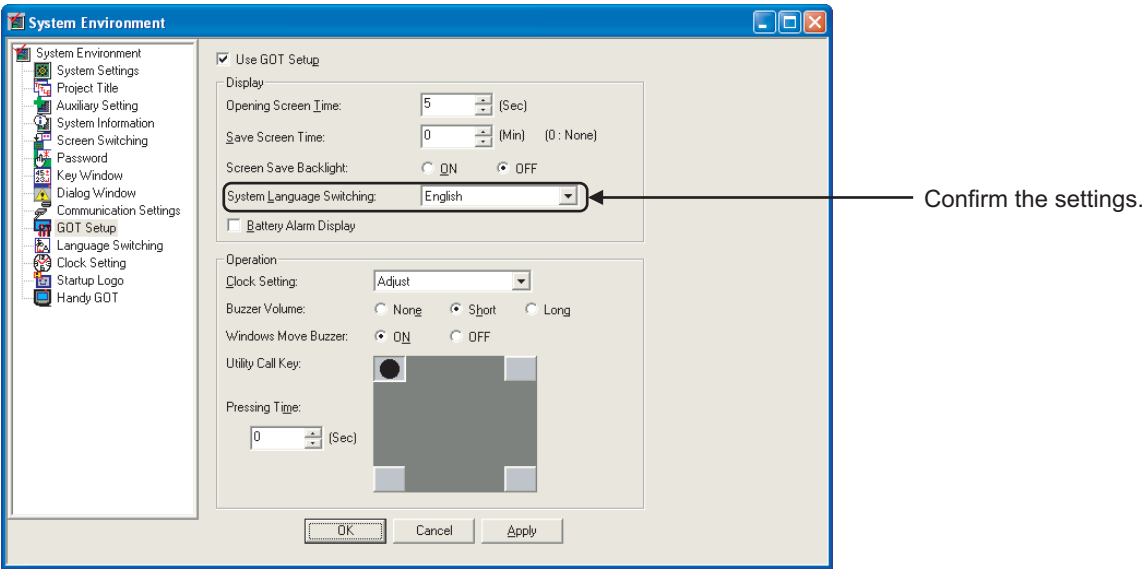 System Environment
System Environment
System Settings
Project Title
Auxiliary Setting
System Information
Screen Switching
Password
Key Window
Dialog Window
Communication Settings
GOT Setup
Language Switching
Clock Setting
Startup Logo
Handy GOT
Use GOT Setup
Display
Opening Screen Time: 5 (Sec)
Save Screen Time: 0 (Min) (0 : None)
Screen Save Backlight: ON OFF
System Language Switching: English
Confirm the settings.
Battery Alarm Display
Operation
Clock Setting: Adjust
Buzzer Volume: None Short Long
Windows Move Buzzer: ON OFF
Utility Call Key:
Pressing Time:
0 (Sec)
OK Cancel Apply